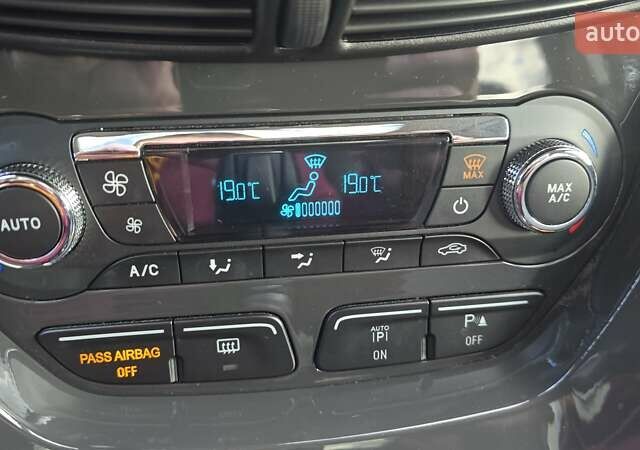 auto
19.0°C 19.0°C
MAX
AUTO
MAX
A/C
A/C
PASS AIRBAG
OFF
AUTO
P
ON
P
OFF